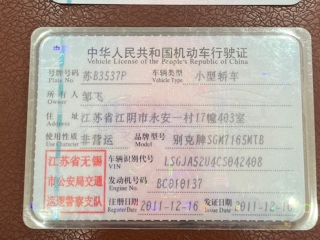 中华人民共和国机动车行驶证
Vehicle License of the People's Republic of China
号牌号码 苏B3537P 车辆类型 小型轿车
Plate No. Vehicle Type
所有人 邹飞
Owner
住址 江苏省江阴市永安一村17幢403室
Address
使用性质 非营运 品牌型号 别克牌SGM7165MTB
Use Character Model
江苏省无锡 车辆识别代号 LSGJA52U4CS042408
VIN
市公安局交通 发动机号码 BC010137
Engine No.
巡逻警察支队 注册日期 2011-12-16 发证日期 2011-12-16
Register Date Issue Date